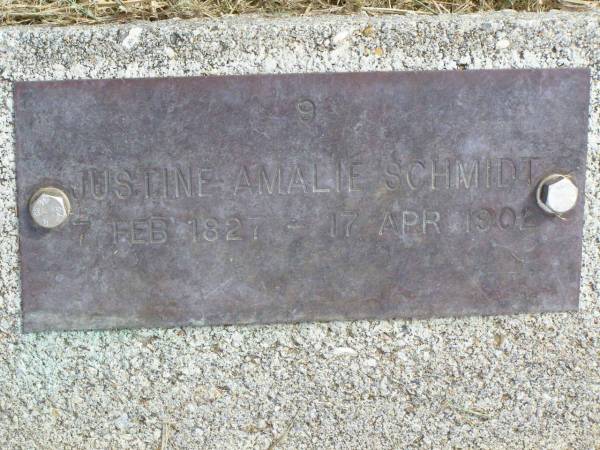 9
JUSTINE AMALIE SCHMIDT
7 FEB 1827 - 17 APR 1902